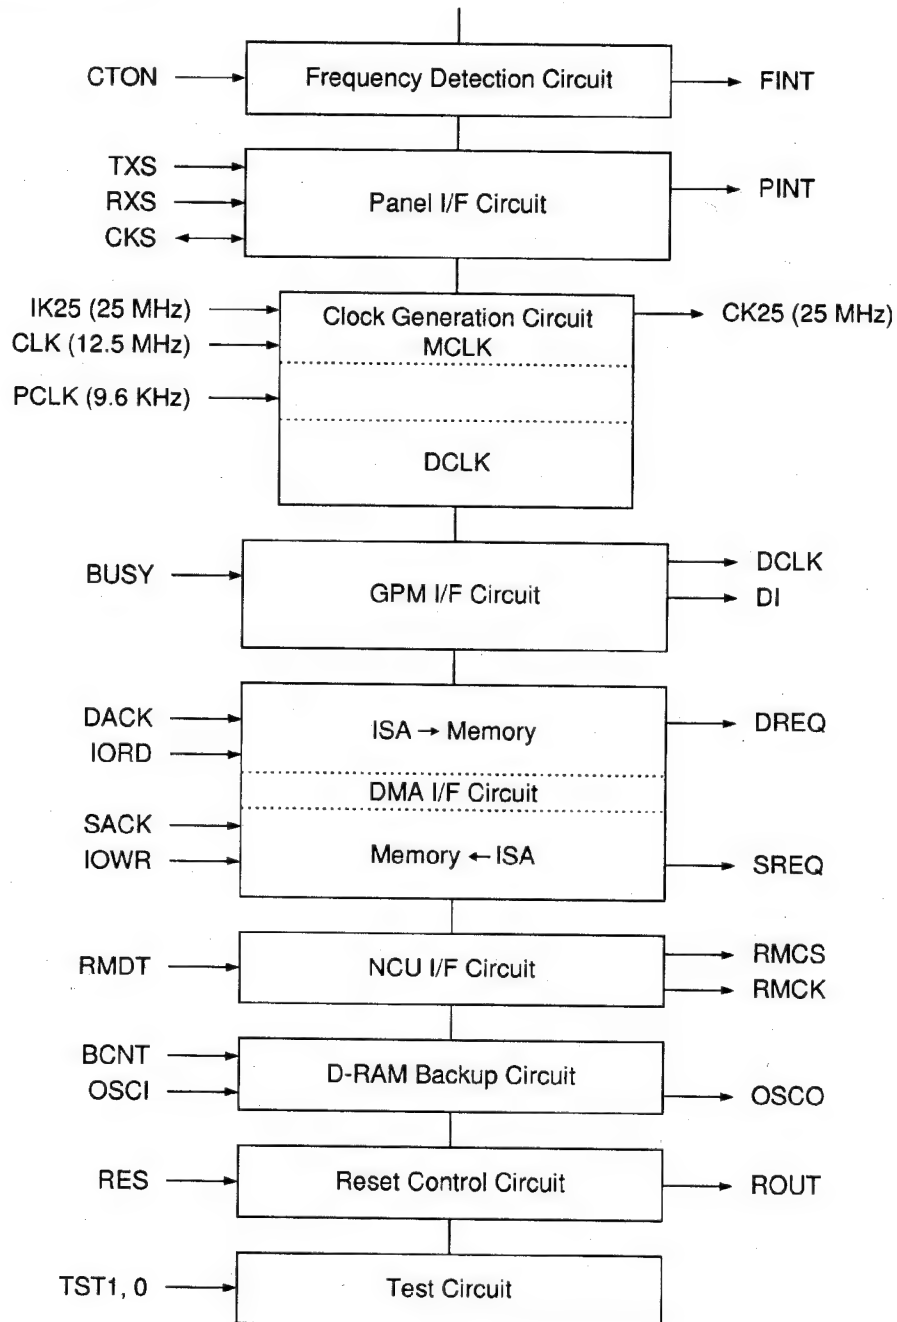 CTON Frequency Detection Circuit FINT
TXS
RXS Panel I/F Circuit PINT
CKS
IK25 (25 MHz) Clock Generation Circuit CK25 (25 MHz)
CLK (12.5 MHz) MCLK
PCLK (9.6 KHz)
DCLK
BUSY GPM I/F Circuit DCLK
DI
DACK ISA → Memory DREQ
IORD
DMA I/F Circuit
SACK
IOWR Memory ← ISA SREQ
RMDT NCU I/F Circuit RMCS
RMCK
BCNT D-RAM Backup Circuit
OSCI OSCO
RES Reset Control Circuit ROUT
TST1, 0 Test Circuit